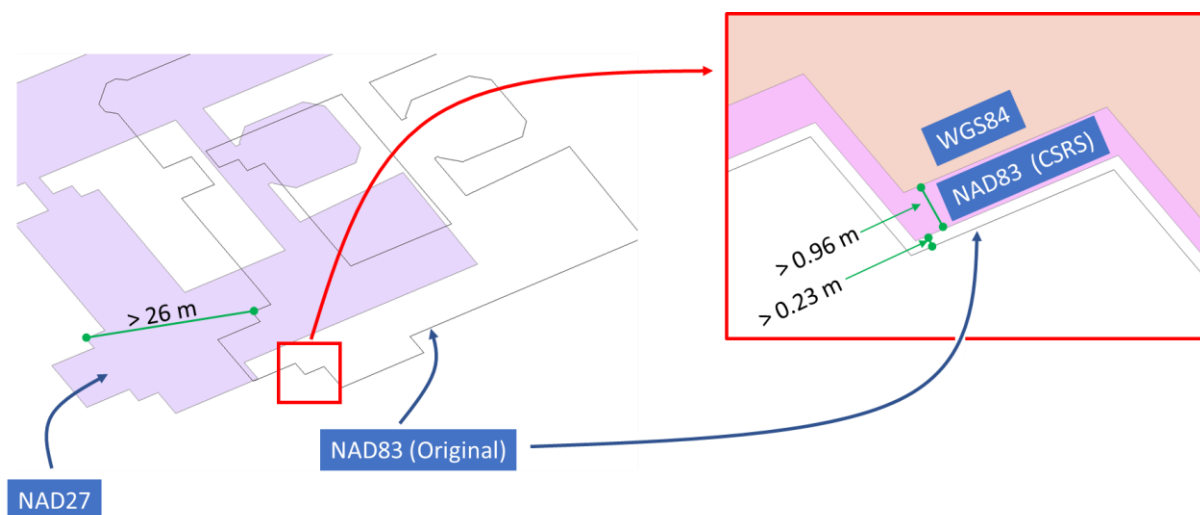 > 26 m
NAD83 (Original)
NAD27
WGS84
NAD83 (CSRS)
> 0.96 m
> 0.23 m